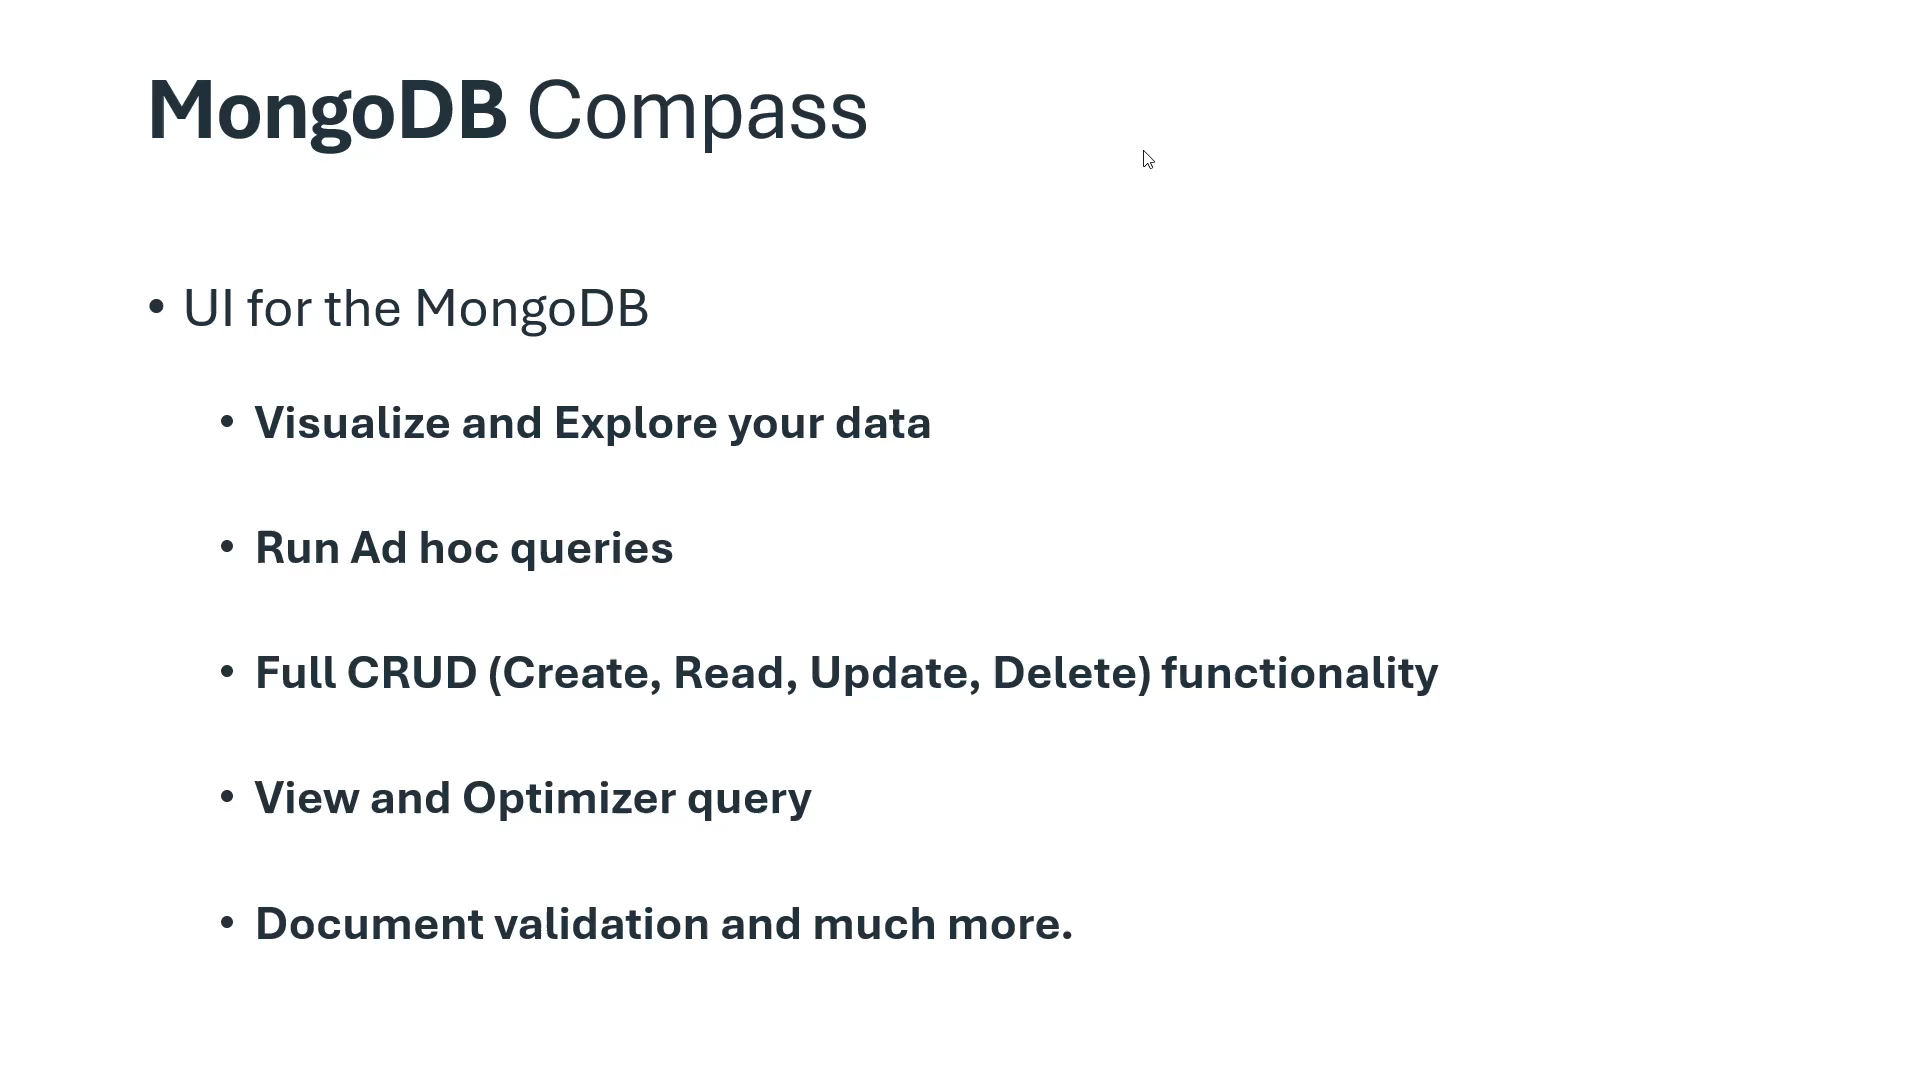 MongoDB Compass
• UI for the MongoDB
• Visualize and Explore your data
• Run Ad hoc queries
• Full CRUD (Create, Read, Update, Delete) functionality
• View and Optimizer query
• Document validation and much more.